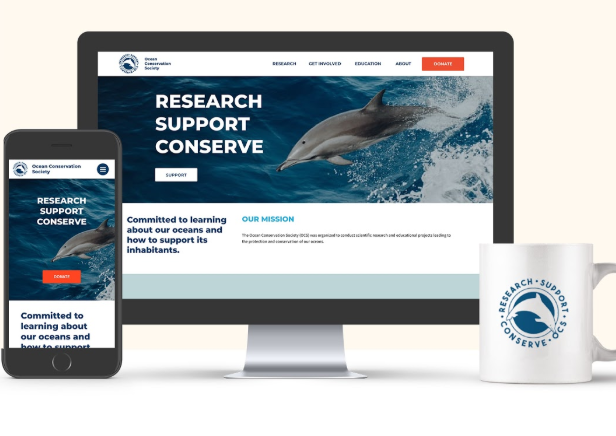 Ocean
Conservation
Society
RESEARCH GET INVOLVED EDUCATION ABOUT DONATE
RESEARCH
SUPPORT
CONSERVE
SUPPORT
Committed to learning
about our oceans and
how to support its
inhabitants.
OUR MISSION
The Ocean Conservation Society (OCS) was organized to conduct scientific research and educational projects leading to
the protection and conservation of our oceans.
Ocean Conservation
Society
RESEARCH
SUPPORT
CONSERVE
DONATE
Committed to
learning about
our oceans and
how to support
RESEARCH • SUPPORT •
CONSERVE • OCS •